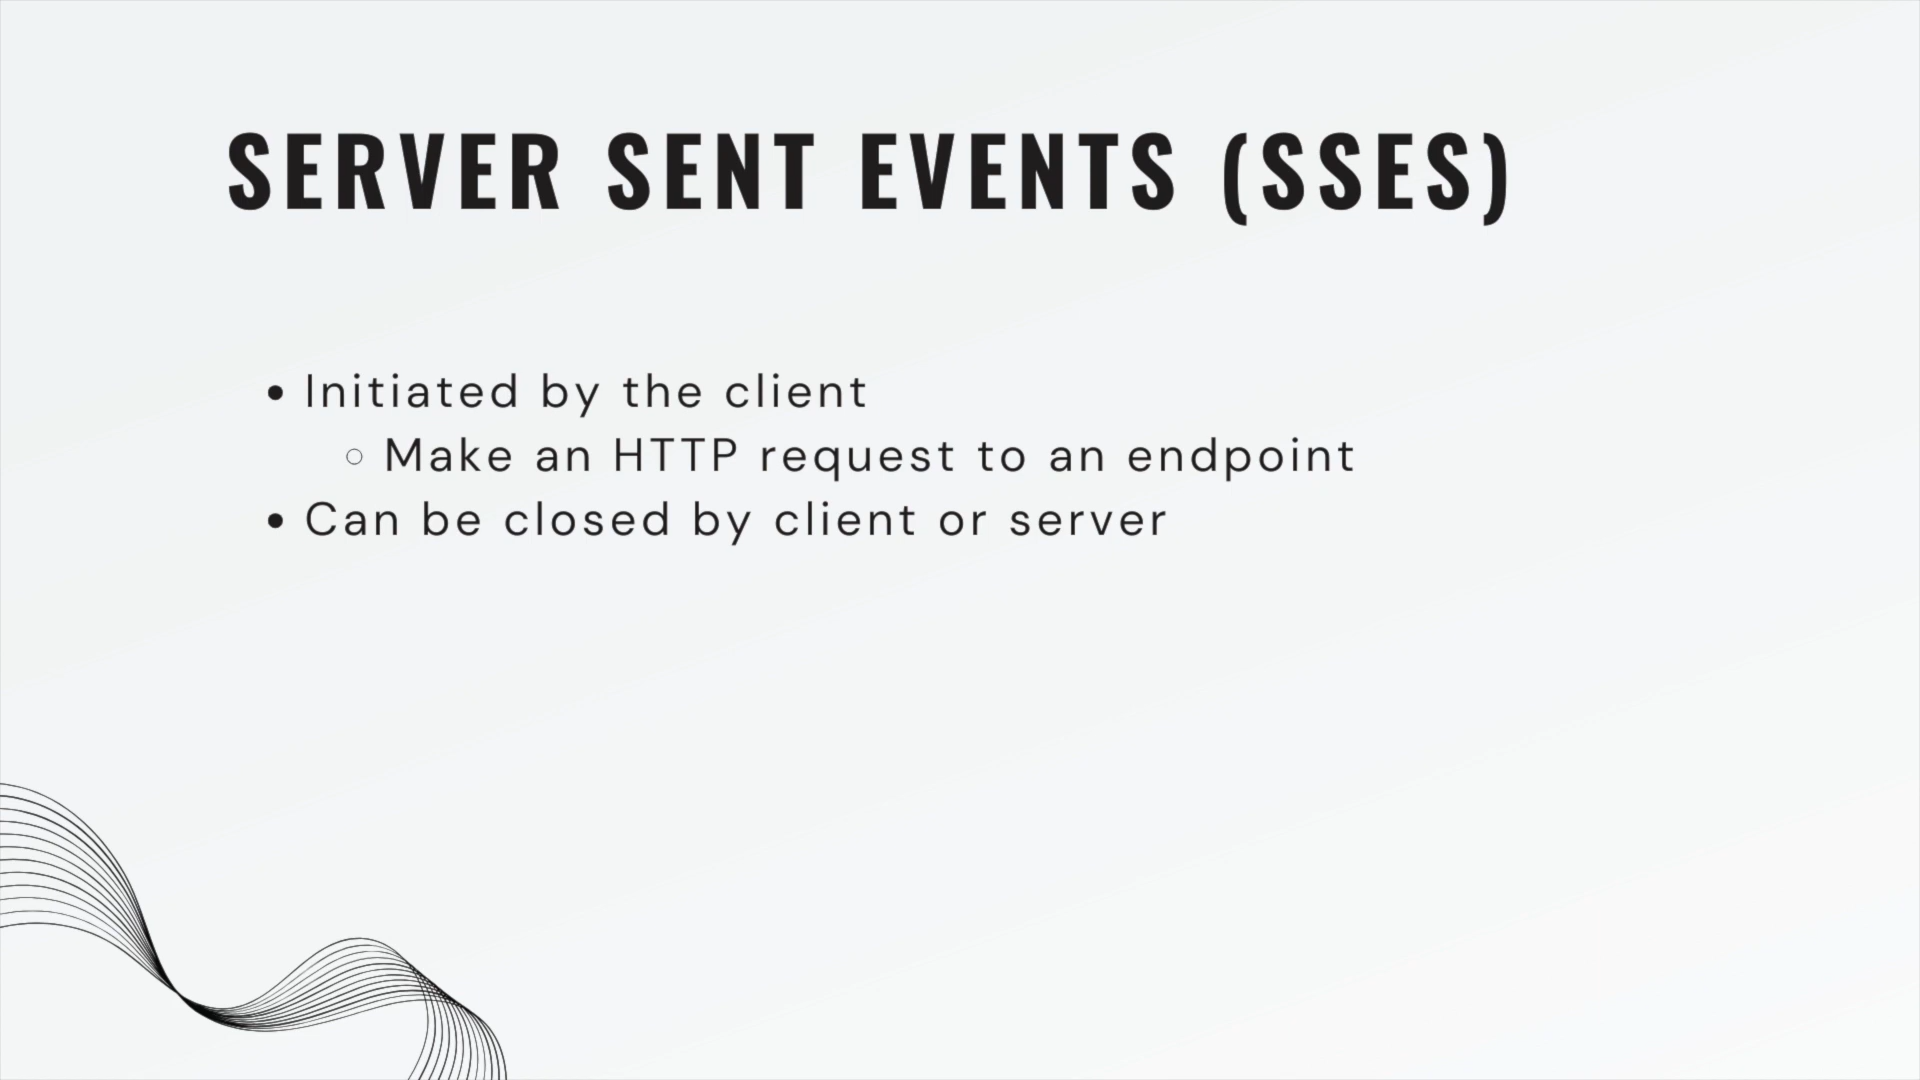 SERVER SENT EVENTS (SSES)
• Initiated by the client
○ Make an HTTP request to an endpoint
• Can be closed by client or server